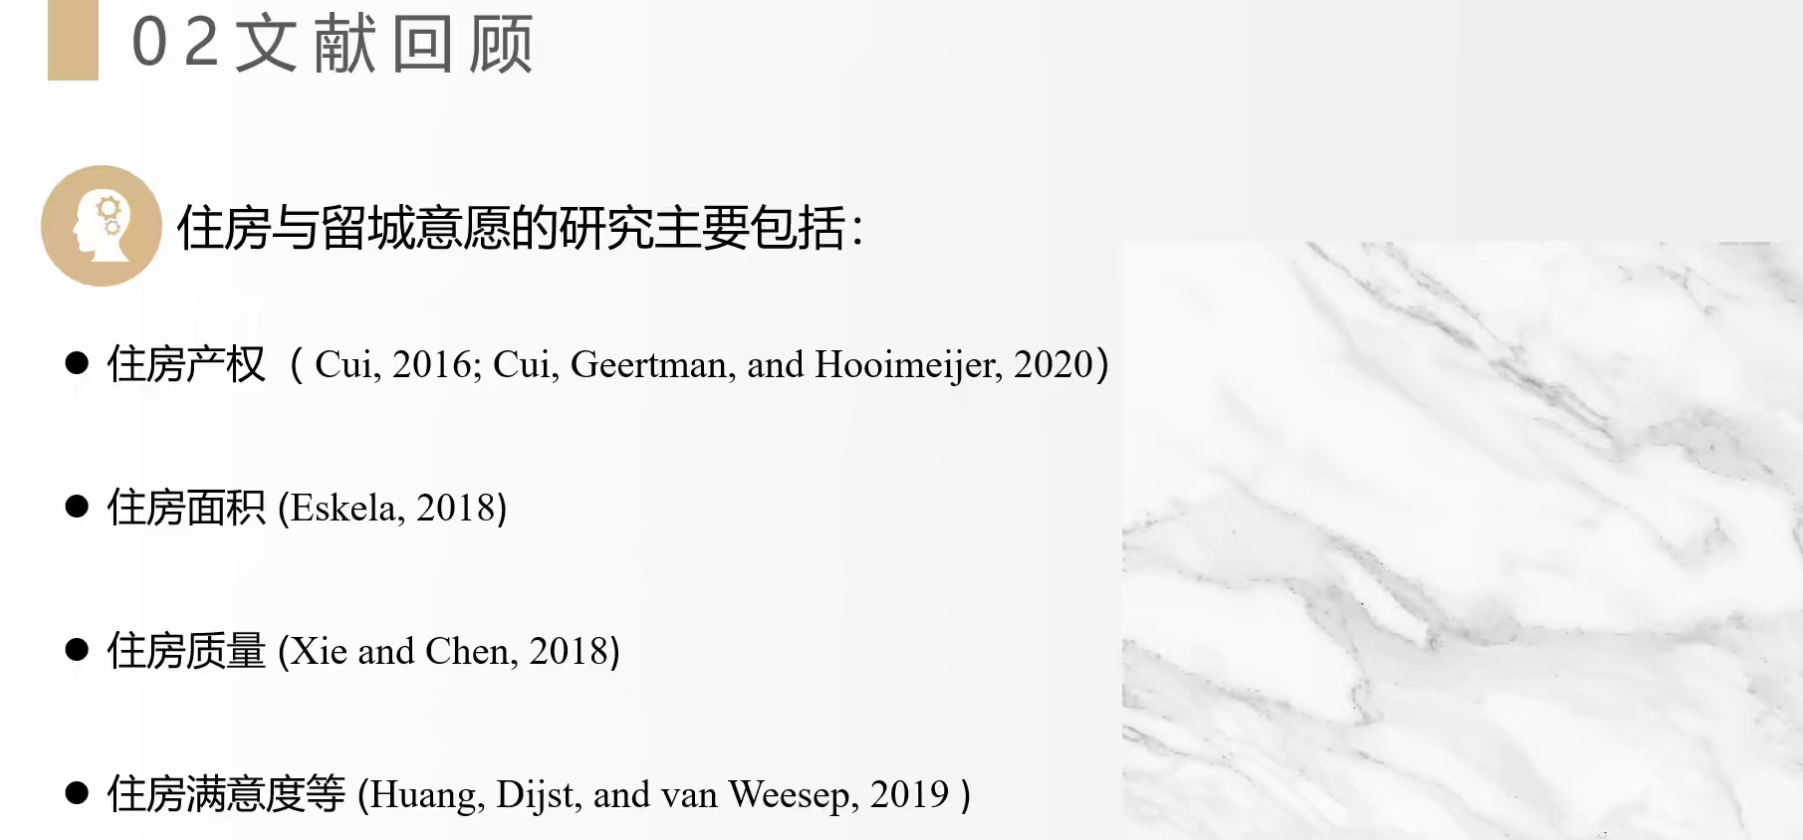 02文献回顾
住房与留城意愿的研究主要包括：
● 住房产权（ Cui, 2016; Cui, Geertman, and Hooimeijer, 2020）
● 住房面积 (Eskela, 2018)
● 住房质量 (Xie and Chen, 2018)
● 住房满意度等 (Huang, Dijst, and van Weesep, 2019 )